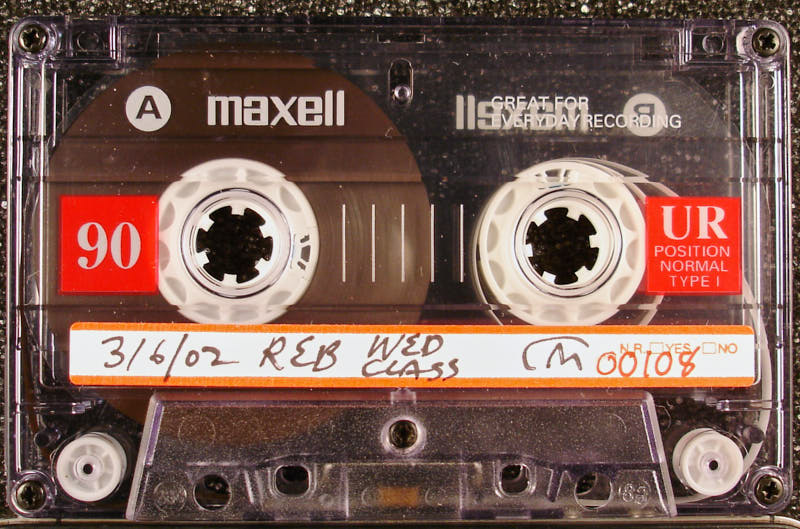 A maxell
GREAT FOR
EVERYDAY RECORDING
90
UR
POSITION
NORMAL
TYPE I
3/6/02 REB WED
CLASS
N.R. YES NO
00108